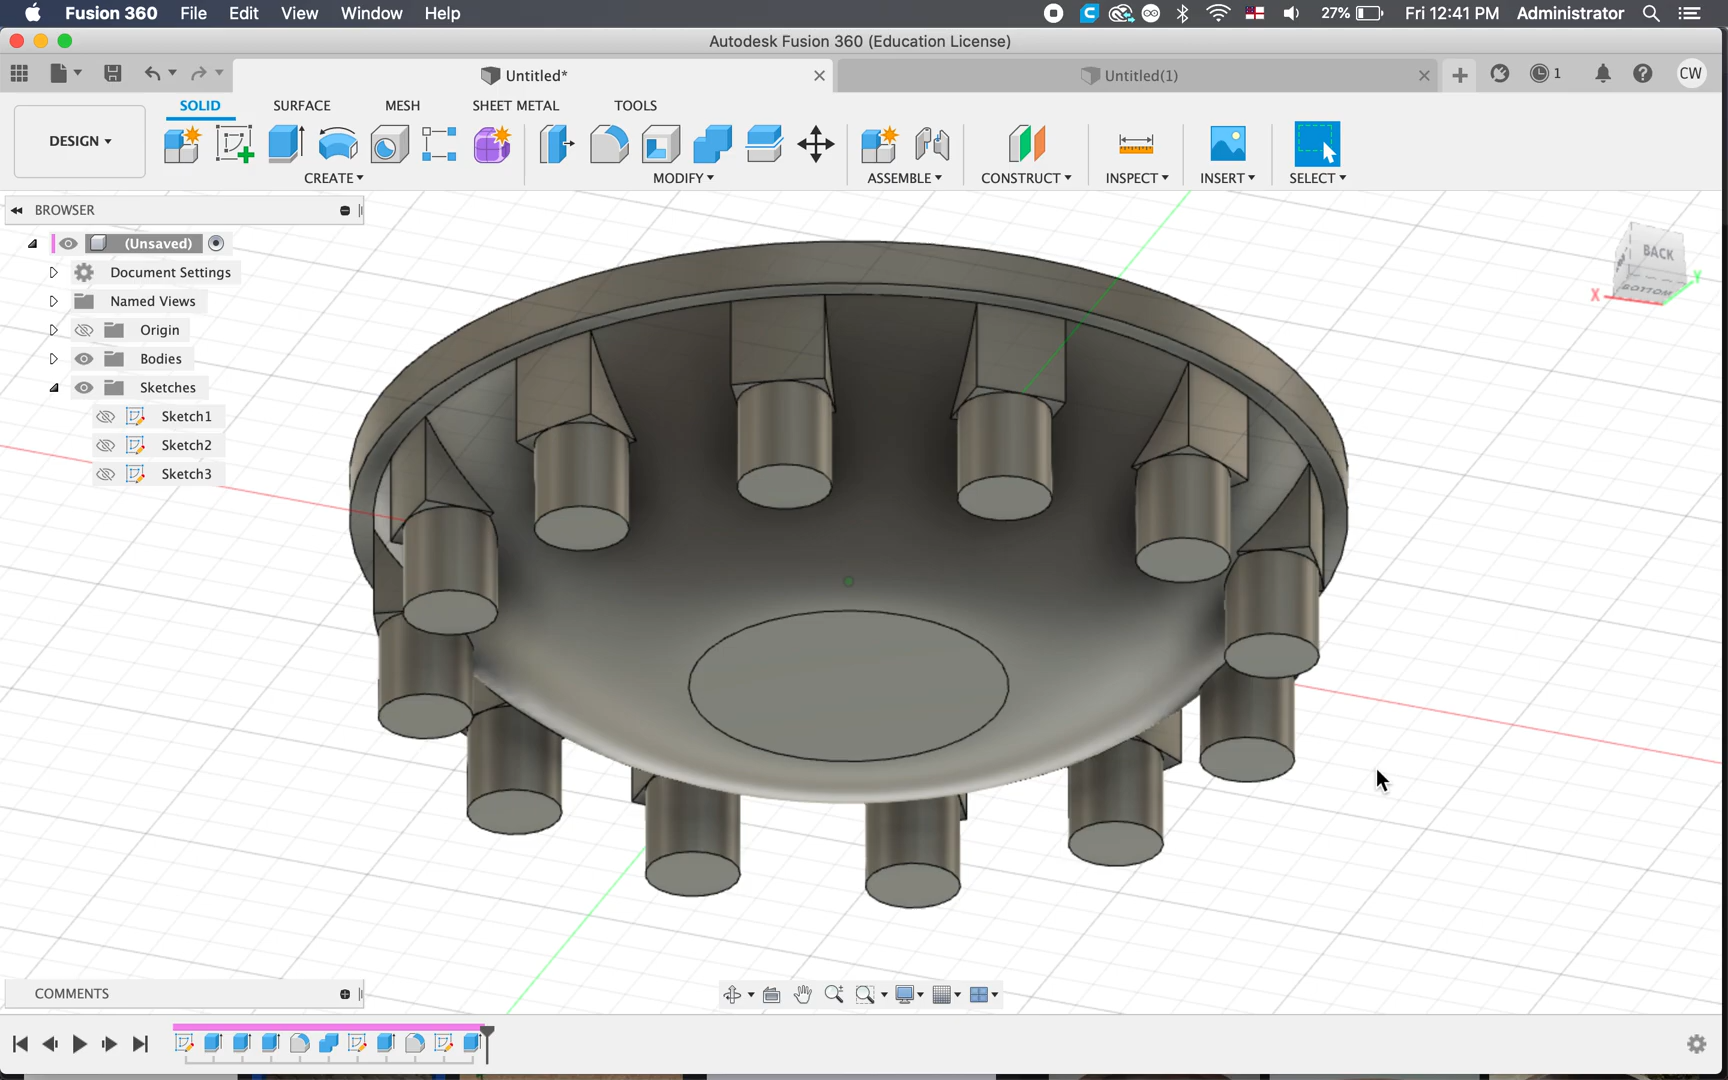 Fusion 360 File Edit View Window Help 27% Fri 12:41 PM Administrator
Autodesk Fusion 360 (Education License)
Untitled* Untitled(1) 1 CW
SOLID SURFACE MESH SHEET METAL TOOLS
DESIGN
CREATE MODIFY ASSEMBLE CONSTRUCT INSPECT INSERT SELECT
BROWSER
(Unsaved)
Document Settings
Named Views
Origin
Bodies
Sketches
Sketch1
Sketch2
Sketch3
BACK
BOTTOM
X Y
COMMENTS